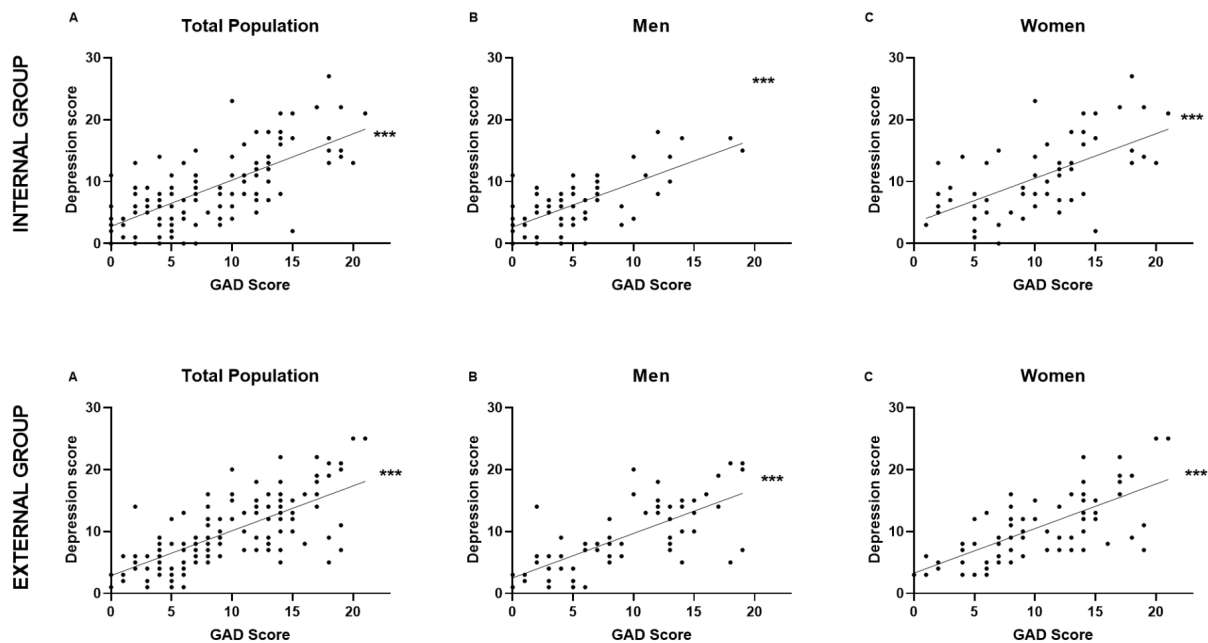 INTERNAL GROUP
A
Total Population
Depression score
30
20
10
0
0 5 10 15 20
GAD Score
***
B
Men
Depression score
30
20
10
0
0 5 10 15 20
GAD Score
***
C
Women
Depression score
30
20
10
0
0 5 10 15 20
GAD Score
***
EXTERNAL GROUP
A
Total Population
Depression score
30
20
10
0
0 5 10 15 20
GAD Score
***
B
Men
Depression score
30
20
10
0
0 5 10 15 20
GAD Score
***
C
Women
Depression score
30
20
10
0
0 5 10 15 20
GAD Score
***